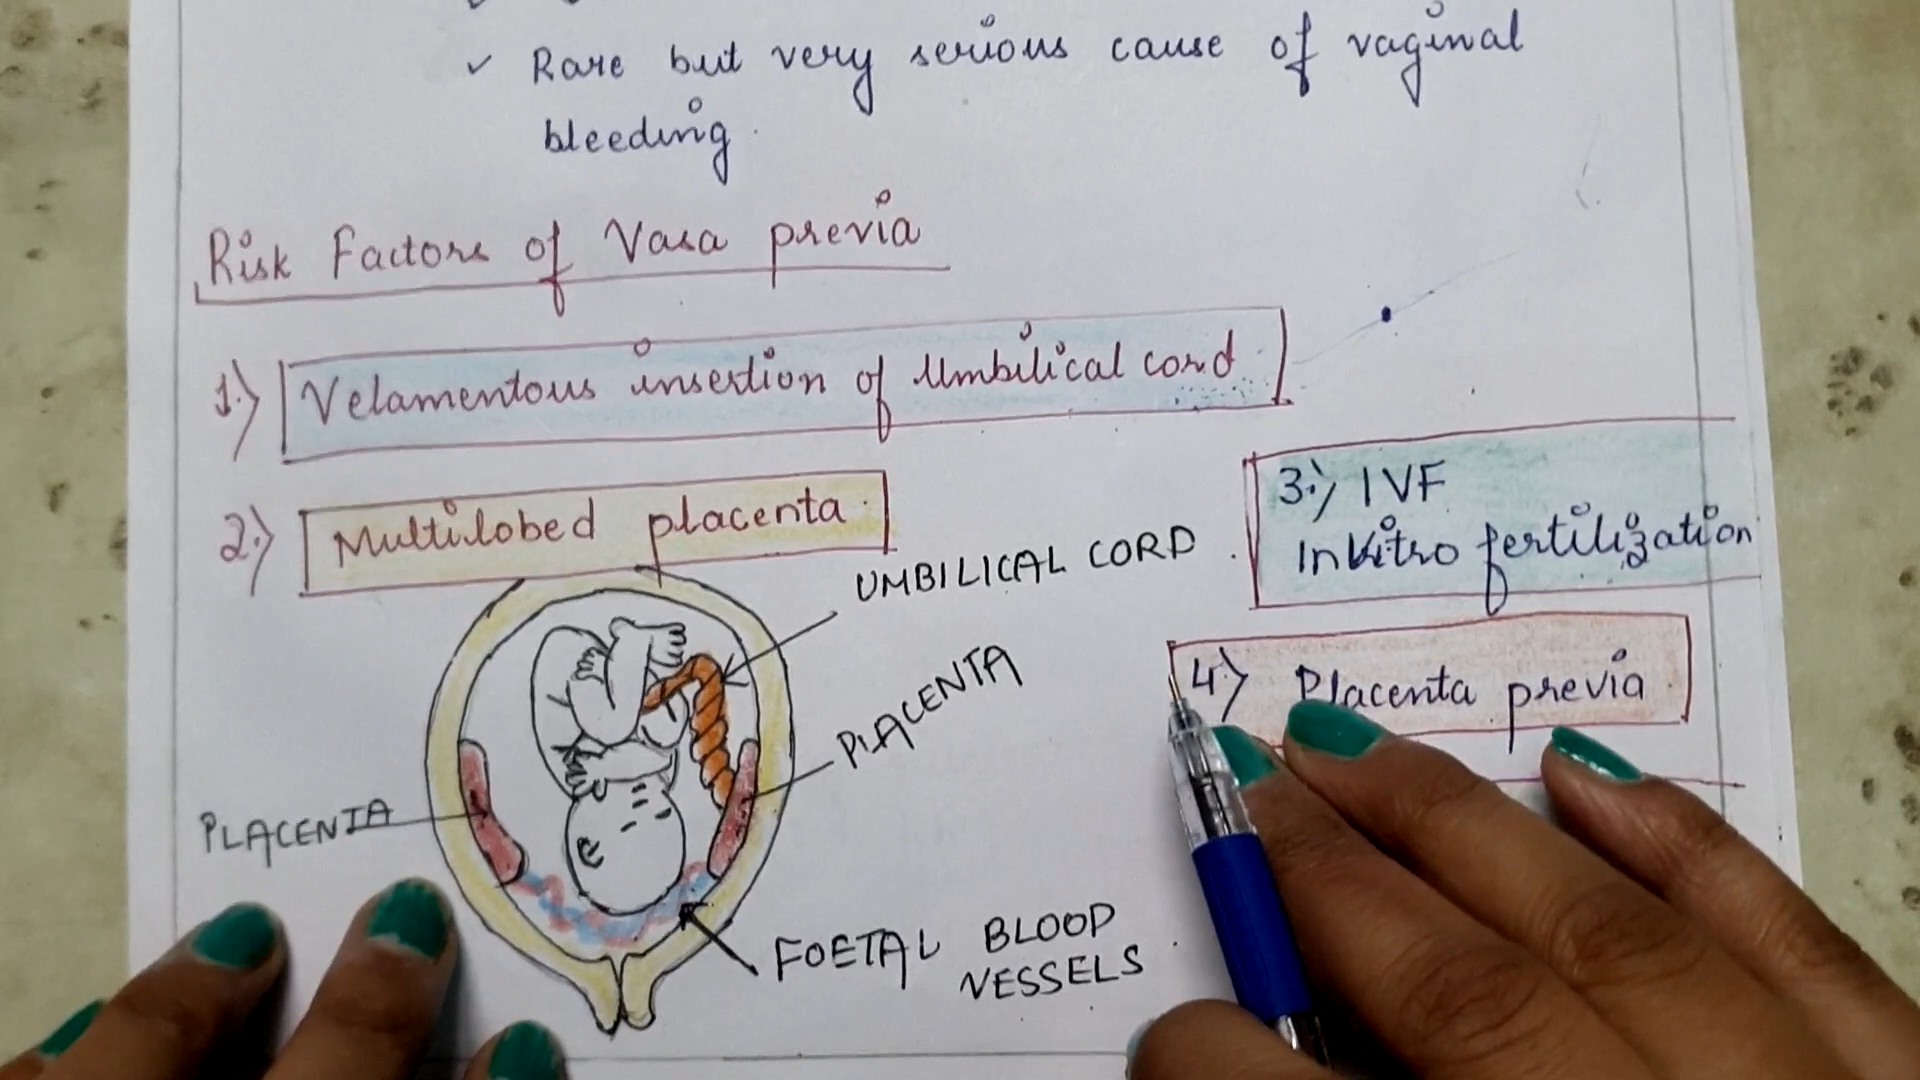 ✓ Rare but very serious cause of vaginal
bleeding.
Risk Factors of Vasa previa
1.) Velamentous insertion of Umbilical cord.
2.) Multilobed placenta.
3.) IVF
InVitro fertilization
UMBILICAL CORD.
4.) Placenta previa.
PLACENTA
PLACENTA
FOETAL BLOOD
VESSELS.